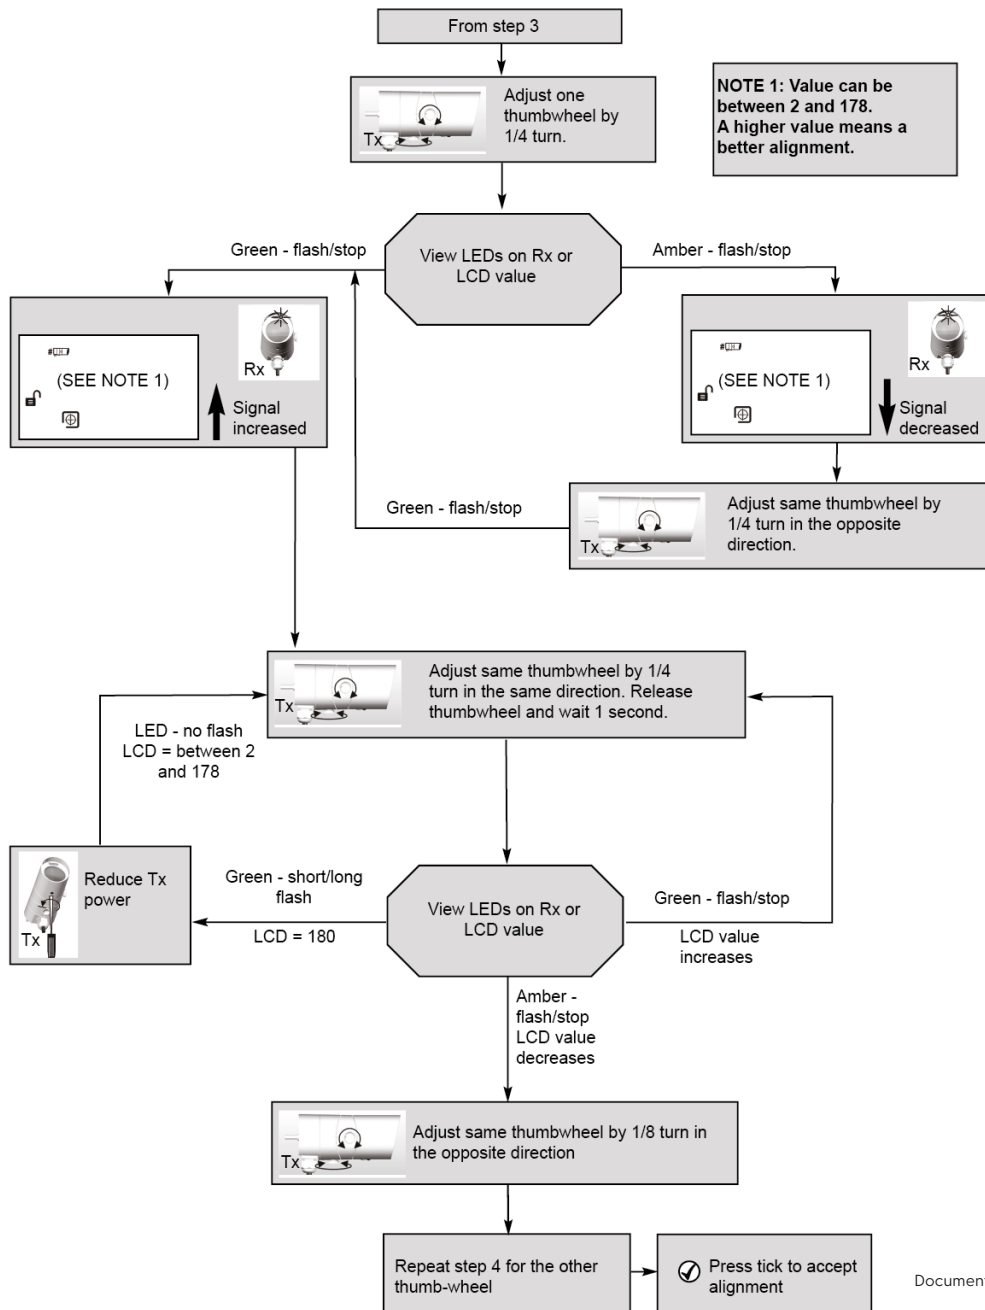 From step 3
Adjust one
thumbwheel by
1/4 turn.
Tx
NOTE 1: Value can be
between 2 and 178.
A higher value means a
better alignment.
View LEDs on Rx or
LCD value
Green - flash/stop
Amber - flash/stop
(SEE NOTE 1)
Rx
Signal
increased
(SEE NOTE 1)
Rx
Signal
decreased
Green - flash/stop
Tx
Adjust same thumbwheel by
1/4 turn in the opposite
direction.
Tx
Adjust same thumbwheel by 1/4
turn in the same direction. Release
thumbwheel and wait 1 second.
LED - no flash
LCD = between 2
and 178
Reduce Tx
power
Tx
Green - short/long
flash
LCD = 180
View LEDs on Rx or
LCD value
Green - flash/stop
LCD value
increases
Amber -
flash/stop
LCD value
decreases
Tx
Adjust same thumbwheel by 1/8 turn in
the opposite direction
Repeat step 4 for the other
thumb-wheel
Press tick to accept
alignment
Document